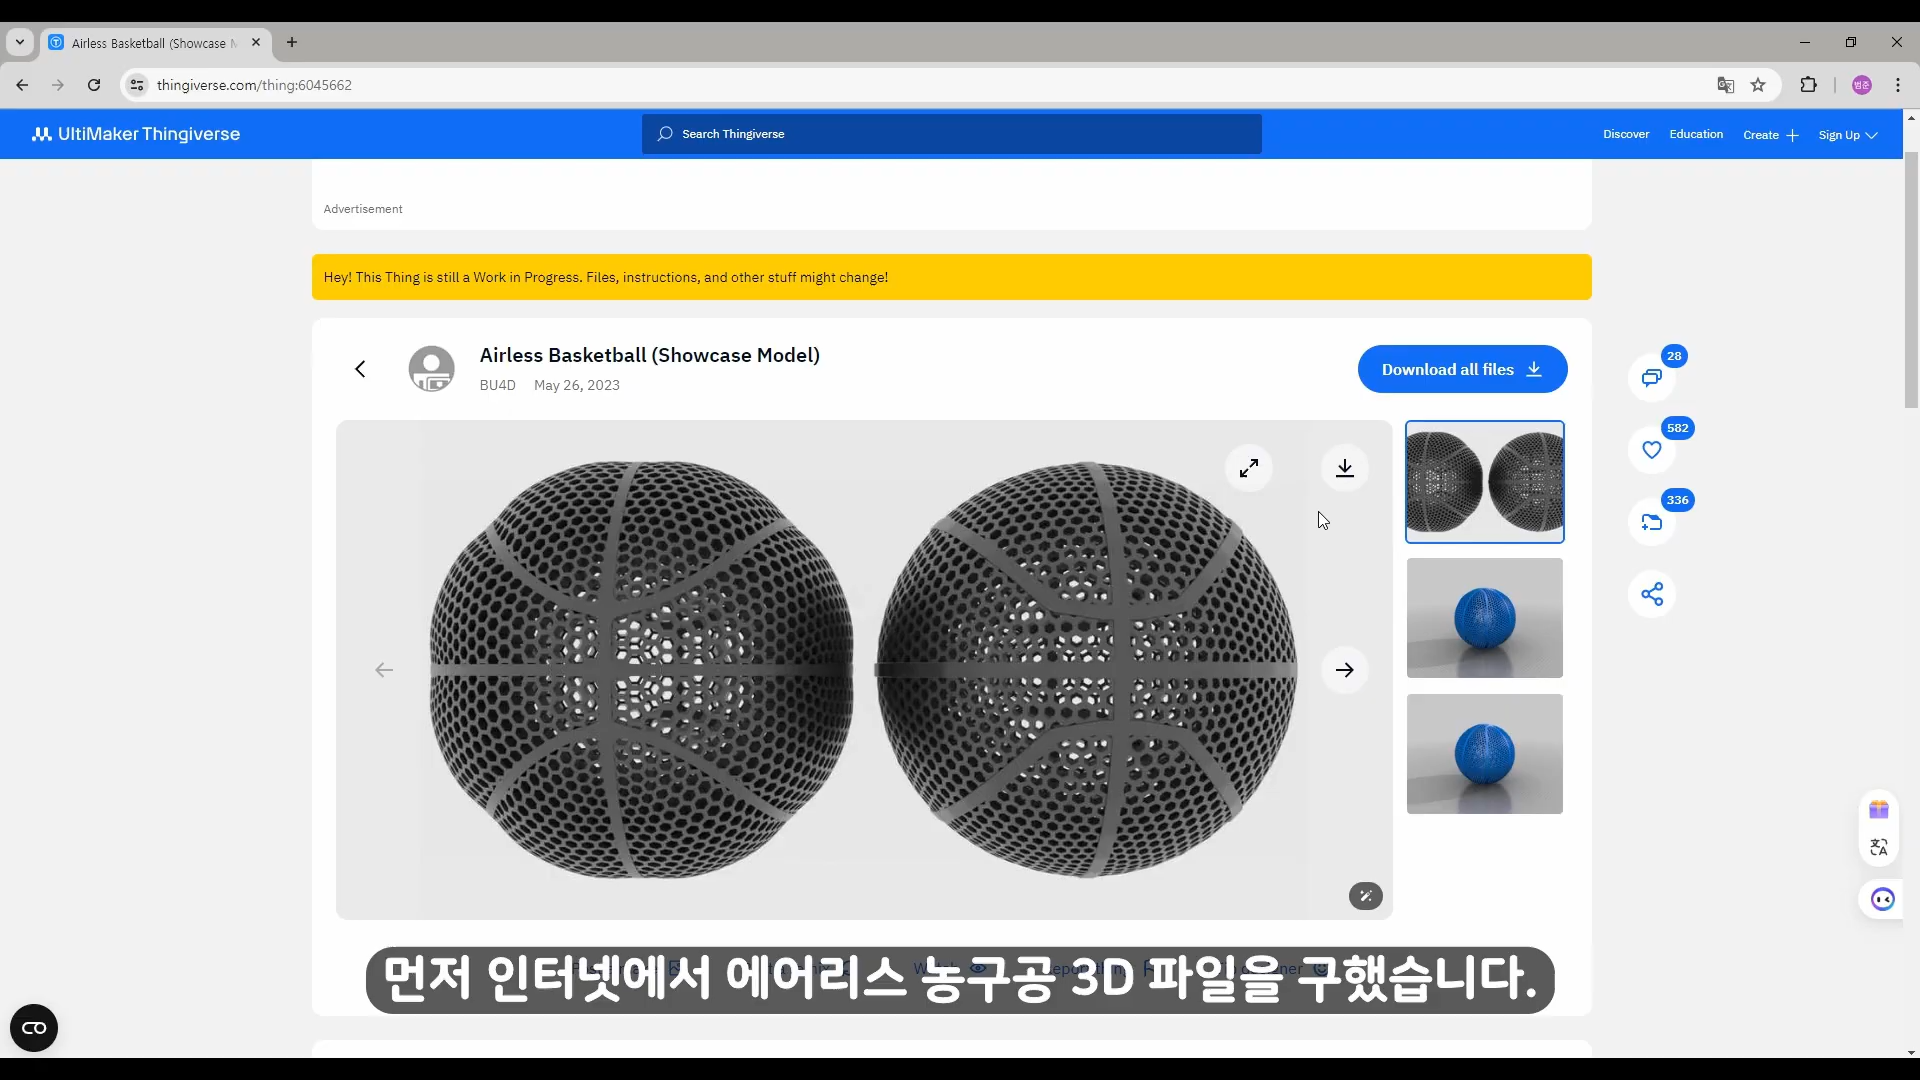 Airless Basketball (Showcase M
thingiverse.com/thing:6045662
범준
UltiMaker Thingiverse
Search Thingiverse
Discover
Education
Create
Sign Up
Advertisement
Hey! This Thing is still a Work in Progress. Files, instructions, and other stuff might change!
Airless Basketball (Showcase Model)
BU4D May 26, 2023
Download all files
28
582
336
먼저 인터넷에서 에어리스 농구공 3D 파일을 구했습니다.